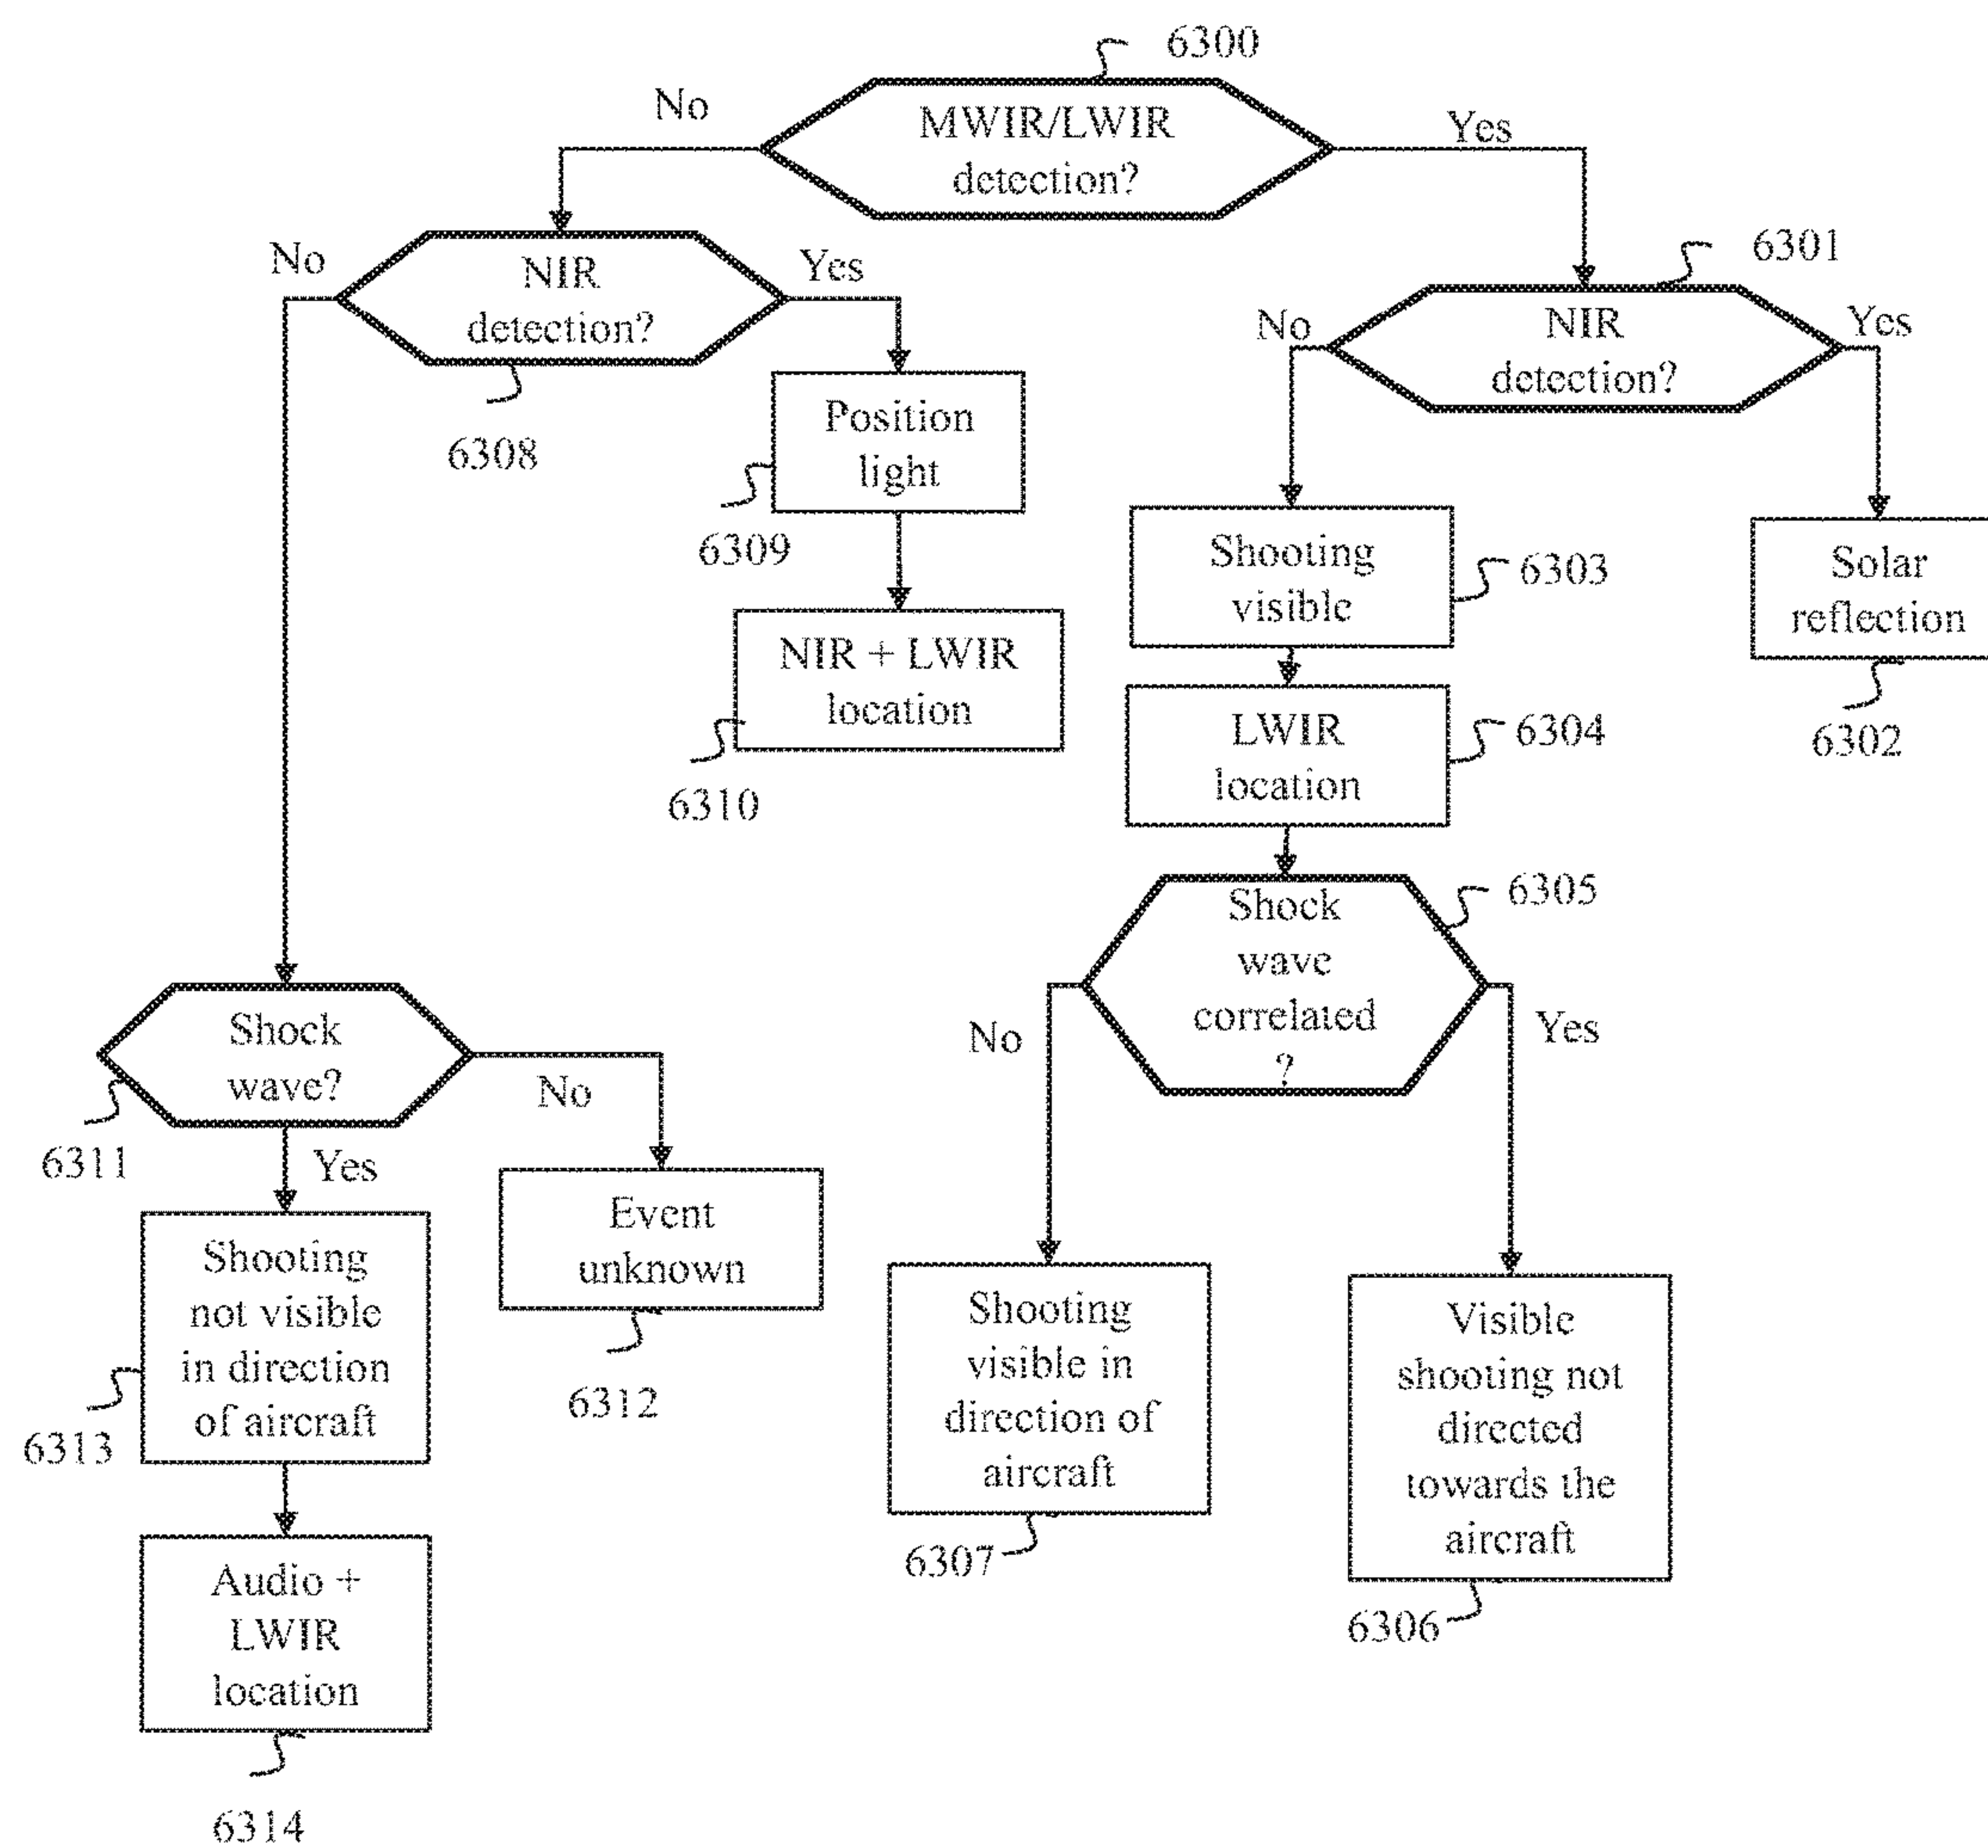 6300
No
MWIR/LWIR
detection?
Yes
No
NIR
detection?
Yes
6308
6301
No
NIR
detection?
Yes
Position
light
6309
NIR + LWIR
location
6310
Shooting
visible
6303
Solar
reflection
6302
LWIR
location
6304
Shock
wave
correlated
?
6305
No
Yes
Shock
wave?
No
6311
Yes
Event
unknown
6312
Shooting
not visible
in direction
of aircraft
6313
Shooting
visible in
direction of
aircraft
6307
Visible
shooting not
directed
towards the
aircraft
6306
Audio +
LWIR
location
6314